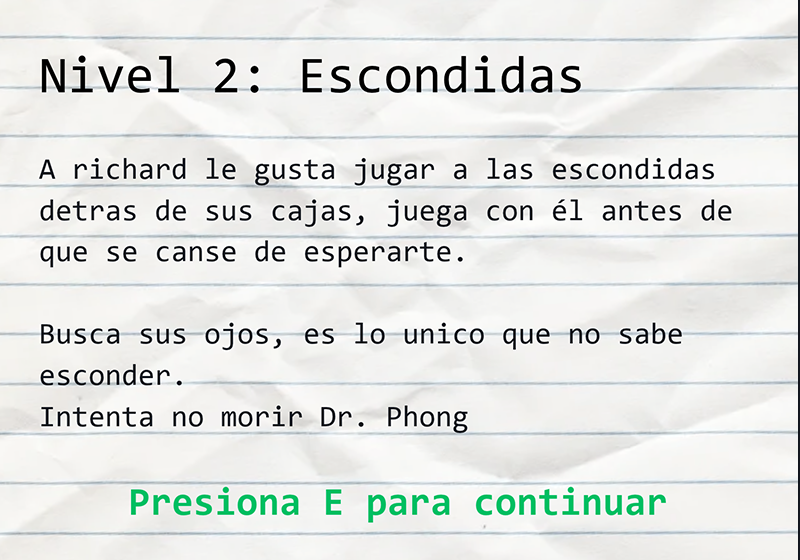 Nivel 2: Escondidas
A richard le gusta jugar a las escondidas
detras de sus cajas, juega con él antes de
que se canse de esperarte.
Busca sus ojos, es lo unico que no sabe
esconder.
Intenta no morir Dr. Phong
Presiona E para continuar